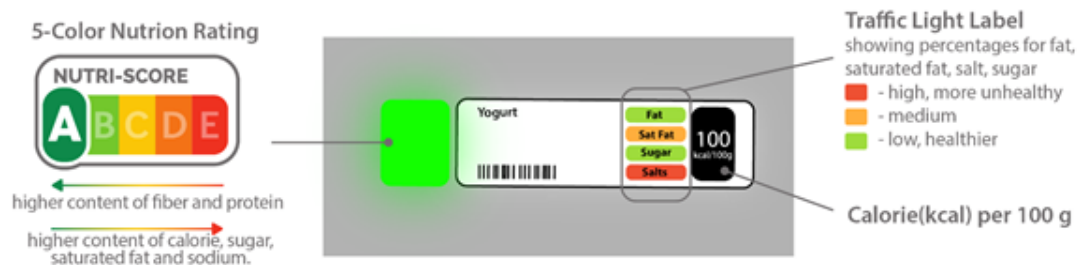 5-Color Nutrion Rating
NUTRI-SCORE
A B C D E
higher content of fiber and protein
higher content of calorie, sugar,
saturated fat and sodium.
Yogurt
Fat
Sat Fat
Sugar
Salts
100
kcal/100g
Traffic Light Label
showing percentages for fat,
saturated fat, salt, sugar
- high, more unhealthy
- medium
- low, healthier
Calorie(kcal) per 100 g